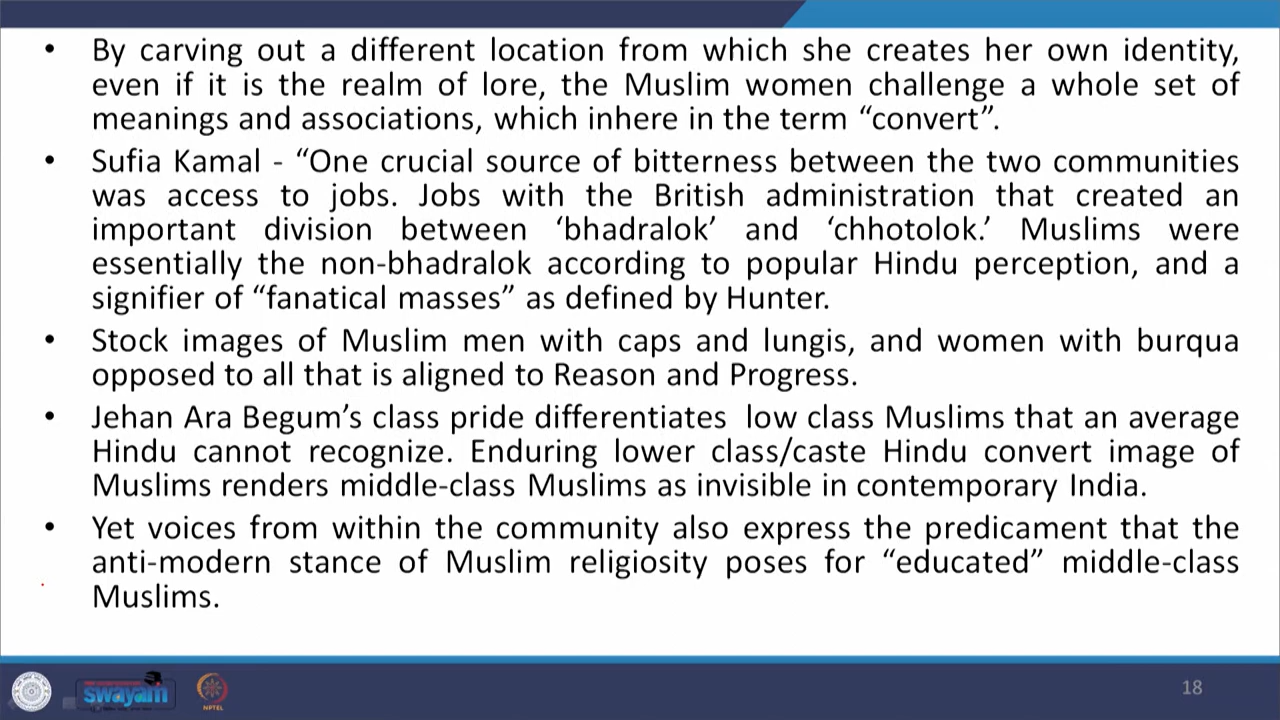 • By carving out a different location from which she creates her own identity,
even if it is the realm of lore, the Muslim women challenge a whole set of
meanings and associations, which inhere in the term “convert”.
• Sufia Kamal - “One crucial source of bitterness between the two communities
was access to jobs. Jobs with the British administration that created an
important division between ‘bhadralok’ and ‘chhotolok.’ Muslims were
essentially the non-bhadralok according to popular Hindu perception, and a
signifier of “fanatical masses” as defined by Hunter.
• Stock images of Muslim men with caps and lungis, and women with burqua
opposed to all that is aligned to Reason and Progress.
• Jehan Ara Begum’s class pride differentiates low class Muslims that an average
Hindu cannot recognize. Enduring lower class/caste Hindu convert image of
Muslims renders middle-class Muslims as invisible in contemporary India.
• Yet voices from within the community also express the predicament that the
anti-modern stance of Muslim religiosity poses for “educated” middle-class
Muslims.
swayam
NPTEL
18